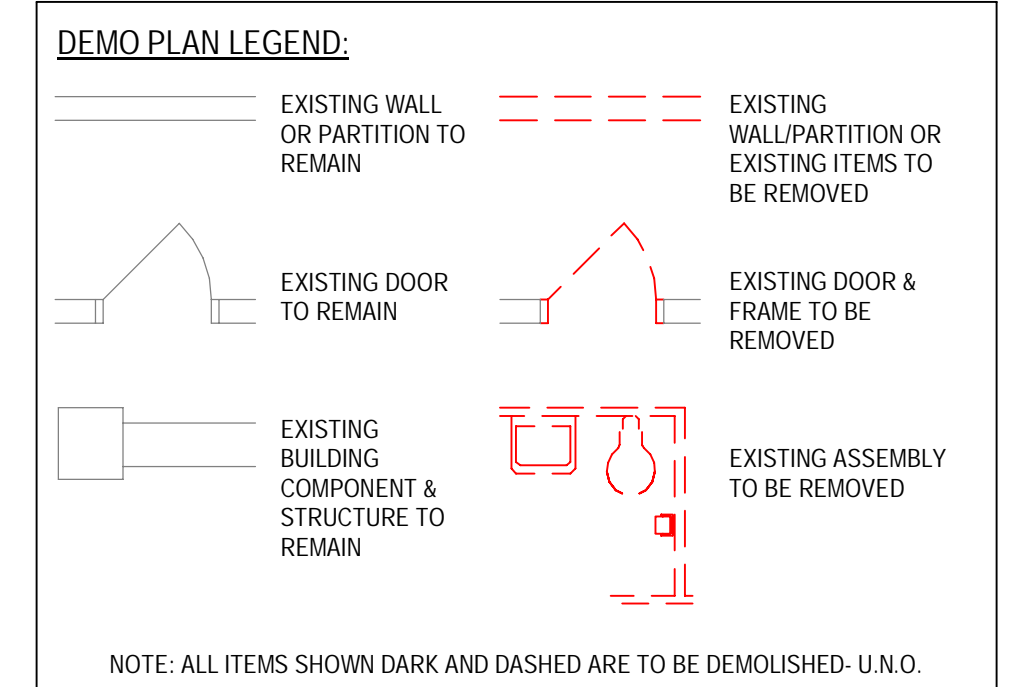 DEMO PLAN LEGEND:
EXISTING WALL
OR PARTITION TO
REMAIN
EXISTING
WALL/PARTITION OR
EXISTING ITEMS TO
BE REMOVED
EXISTING DOOR
TO REMAIN
EXISTING DOOR &
FRAME TO BE
REMOVED
EXISTING
BUILDING
COMPONENT &
STRUCTURE TO
REMAIN
EXISTING ASSEMBLY
TO BE REMOVED
NOTE: ALL ITEMS SHOWN DARK AND DASHED ARE TO BE DEMOLISHED- U.N.O.